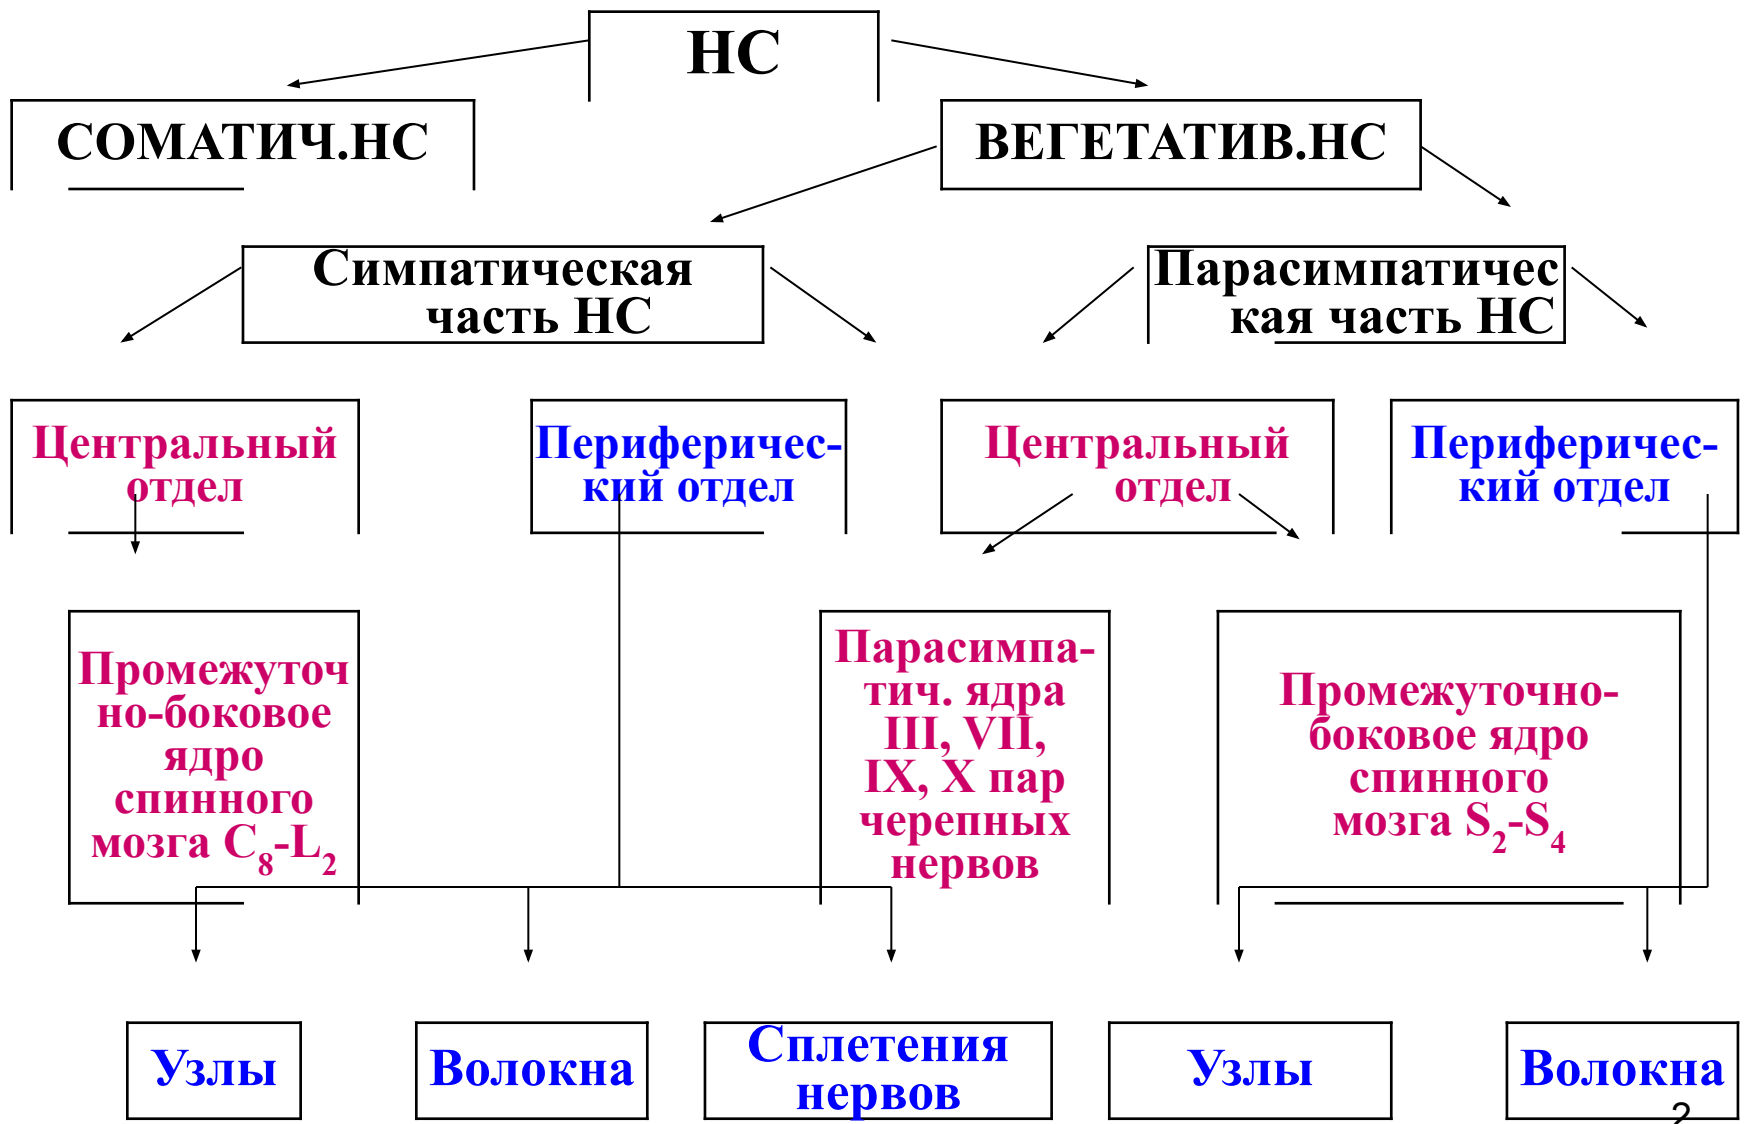 НС
СОМАТИЧ.НС
ВЕГЕТАТИВ.НС
Симпатическая
часть НС
Парасимпатичес
кая часть НС
Центральный
отдел
Периферичес-
кий отдел
Центральный
отдел
Периферичес-
кий отдел
Промежуточ
но-боковое
ядро
спинного
мозга C₈-L₂
Парасимпа-
тич. ядра
III, VII,
IX, X пар
черепных
нервов
Промежуточно-
боковое ядро
спинного
мозга S₂-S₄
Узлы
Волокна
Сплетения
нервов
Узлы
Волокна
2